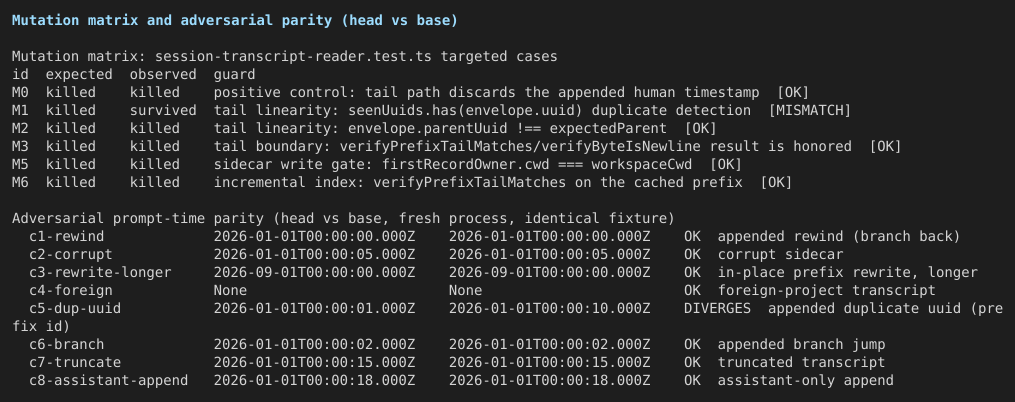 Mutation matrix and adversarial parity (head vs base)
Mutation matrix: session-transcript-reader.test.ts targeted cases
id  expected  observed  guard
M0  killed    killed    positive control: tail path discards the appended human timestamp  [OK]
M1  killed    survived  tail linearity: seenUuids.has(envelope.uuid) duplicate detection  [MISMATCH]
M2  killed    killed    tail linearity: envelope.parentUuid !== expectedParent  [OK]
M3  killed    killed    tail boundary: verifyPrefixTailMatches/verifyByteIsNewline result is honored  [OK]
M5  killed    killed    sidecar write gate: firstRecordOwner.cwd === workspaceCwd  [OK]
M6  killed    killed    incremental index: verifyPrefixTailMatches on the cached prefix  [OK]
Adversarial prompt-time parity (head vs base, fresh process, identical fixture)
c1-rewind             2026-01-01T00:00:00.000Z    2026-01-01T00:00:00.000Z    OK  appended rewind (branch back)
c2-corrupt            2026-01-01T00:00:05.000Z    2026-01-01T00:00:05.000Z    OK  corrupt sidecar
c3-rewrite-longer     2026-09-01T00:00:00.000Z    2026-09-01T00:00:00.000Z    OK  in-place prefix rewrite, longer
c4-foreign            None                        None                        OK  foreign-project transcript
c5-dup-uuid           2026-01-01T00:00:01.000Z    2026-01-01T00:00:10.000Z    DIVERGES  appended duplicate uuid (pre
fix id)
c6-branch             2026-01-01T00:00:02.000Z    2026-01-01T00:00:02.000Z    OK  appended branch jump
c7-truncate           2026-01-01T00:00:15.000Z    2026-01-01T00:00:15.000Z    OK  truncated transcript
c8-assistant-append   2026-01-01T00:00:18.000Z    2026-01-01T00:00:18.000Z    OK  assistant-only append